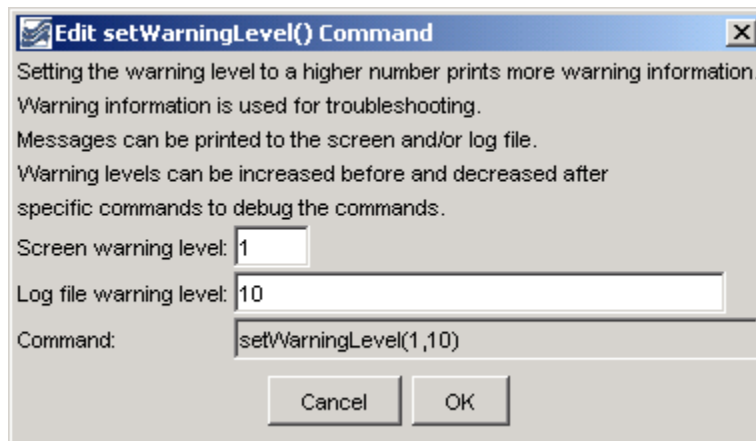 Edit setWarningLevel() Command
Setting the warning level to a higher number prints more warning information.
Warning information is used for troubleshooting.
Messages can be printed to the screen and/or log file.
Warning levels can be increased before and decreased after
specific commands to debug the commands.
Screen warning level: 1
Log file warning level: 10
Command: setWarningLevel(1,10)
Cancel OK